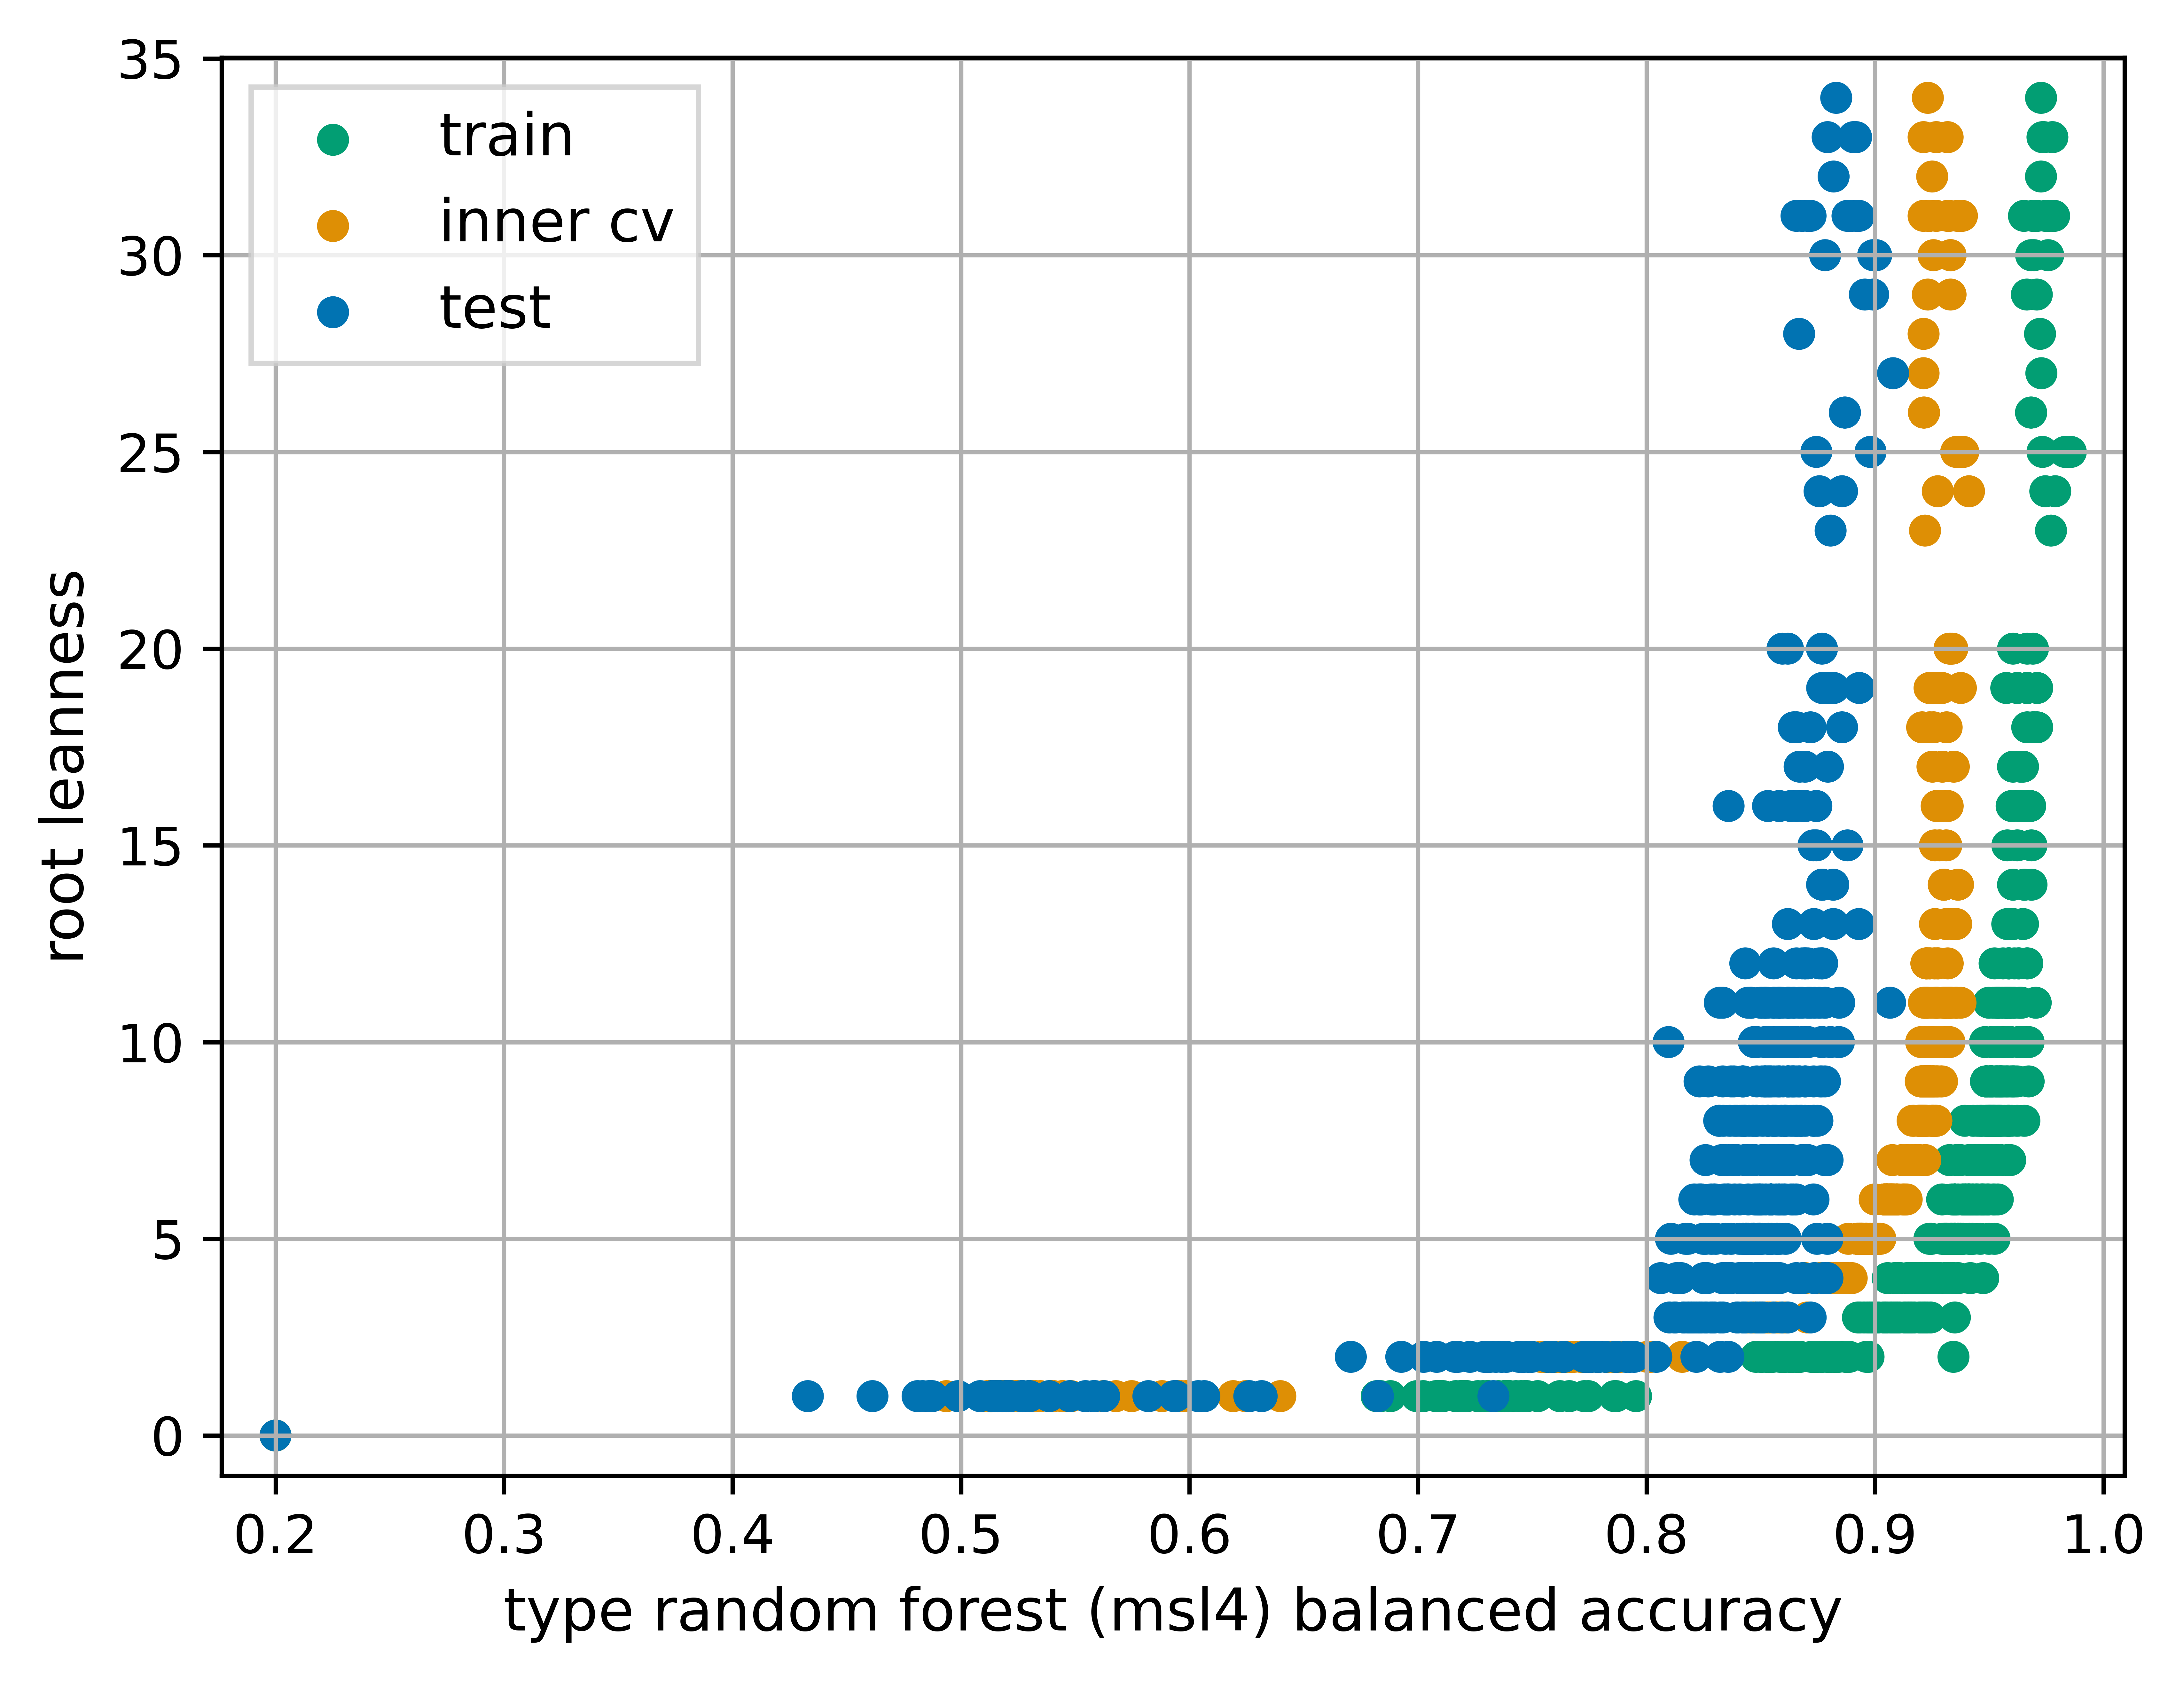 35
30
25
20
15
10
5
0
root leanness
train
inner cv
test
0.2 0.3 0.4 0.5 0.6 0.7 0.8 0.9 1.0
type random forest (msl4) balanced accuracy